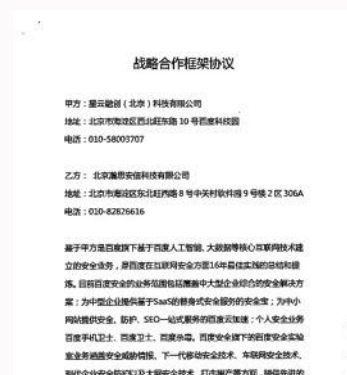 战略合作框架协议
甲方：星云融创（北京）科技有限公司
地址：北京市海淀区西北旺东路 10 号百度科技园
电话：010-58003707
乙方： 北京瀚思安信科技有限公司
地址：北京市海淀区东北旺西路 8 号中关村软件园 9 号楼 2 区 306A
电话：010-82826616
鉴于甲方是百度旗下基于百度人工智能、大数据等核心互联网技术建
立的安全业务，是百度在互联网安全方面16年最佳实践的总结和提
炼。目前百度安全的业务范围包括覆盖中大型企业综合的安全解决方
案；为中型企业提供基于SaaS的替身式安全服务的安全宝；为中小
网站提供安全、防护、SEO一站式服务的百度云加速；个人安全业务
百度手机卫士、百度卫士、百度杀毒。百度安全旗下的百度安全实验
室业务涵盖安全威胁情报、下一代移动安全技术、车联网安全技术、